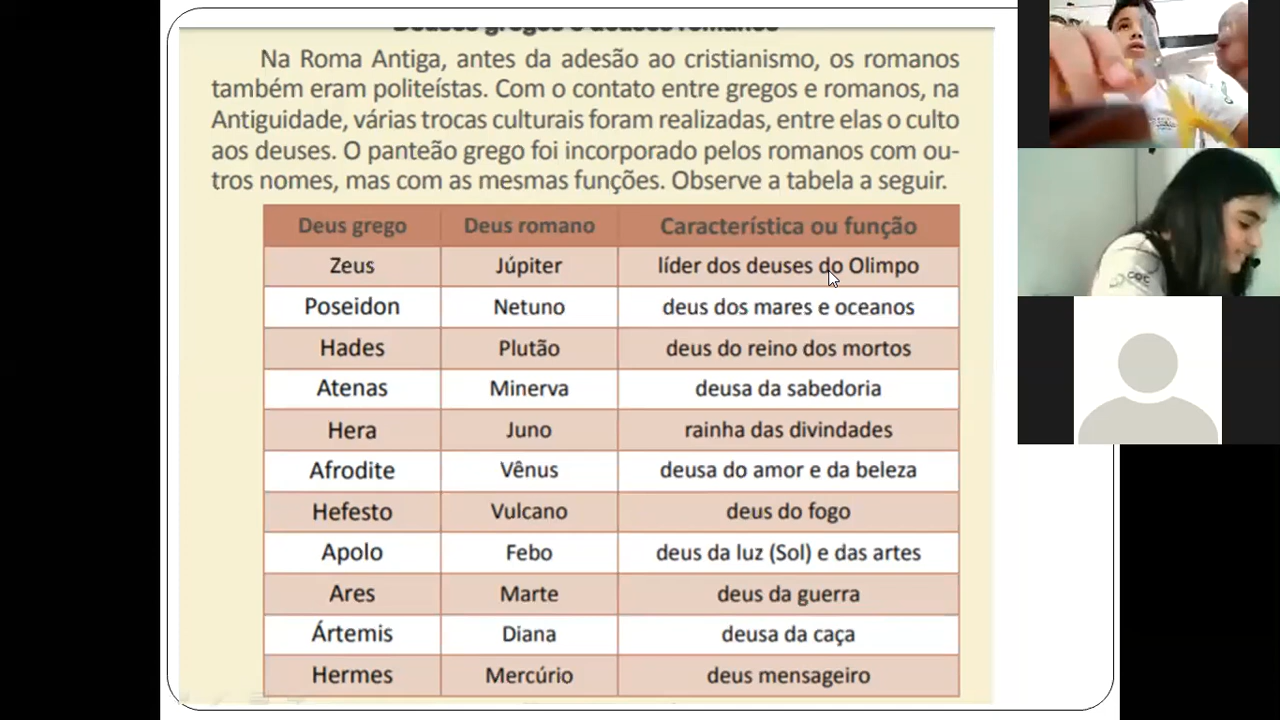 Deuses gregos e deuses romanos
Na Roma Antiga, antes da adesão ao cristianismo, os romanos
também eram politeístas. Com o contato entre gregos e romanos, na
Antiguidade, várias trocas culturais foram realizadas, entre elas o culto
aos deuses. O panteão grego foi incorporado pelos romanos com ou-
tros nomes, mas com as mesmas funções. Observe a tabela a seguir.
Deus grego Deus romano Característica ou função
Zeus Júpiter líder dos deuses do Olimpo
Poseidon Netuno deus dos mares e oceanos
Hades Plutão deus do reino dos mortos
Atenas Minerva deusa da sabedoria
Hera Juno rainha das divindades
Afrodite Vênus deusa do amor e da beleza
Hefesto Vulcano deus do fogo
Apolo Febo deus da luz (Sol) e das artes
Ares Marte deus da guerra
Ártemis Diana deusa da caça
Hermes Mercúrio deus mensageiro